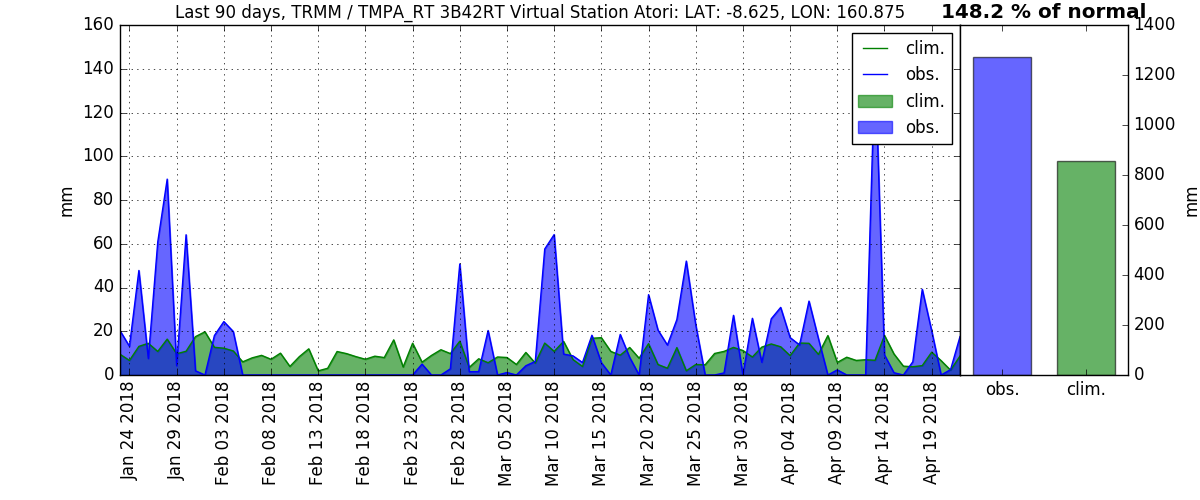 Last 90 days, TRMM / TMPA_RT 3B42RT Virtual Station Atori: LAT: -8.625, LON: 160.875
148.2 % of normal
160
140
120
100
80
60
40
20
0
mm
clim.
obs.
clim.
obs.
1400
1200
1000
800
600
400
200
0
mm
Jan 24 2018
Jan 29 2018
Feb 03 2018
Feb 08 2018
Feb 13 2018
Feb 18 2018
Feb 23 2018
Feb 28 2018
Mar 05 2018
Mar 10 2018
Mar 15 2018
Mar 20 2018
Mar 25 2018
Mar 30 2018
Apr 04 2018
Apr 09 2018
Apr 14 2018
Apr 19 2018
obs.
clim.